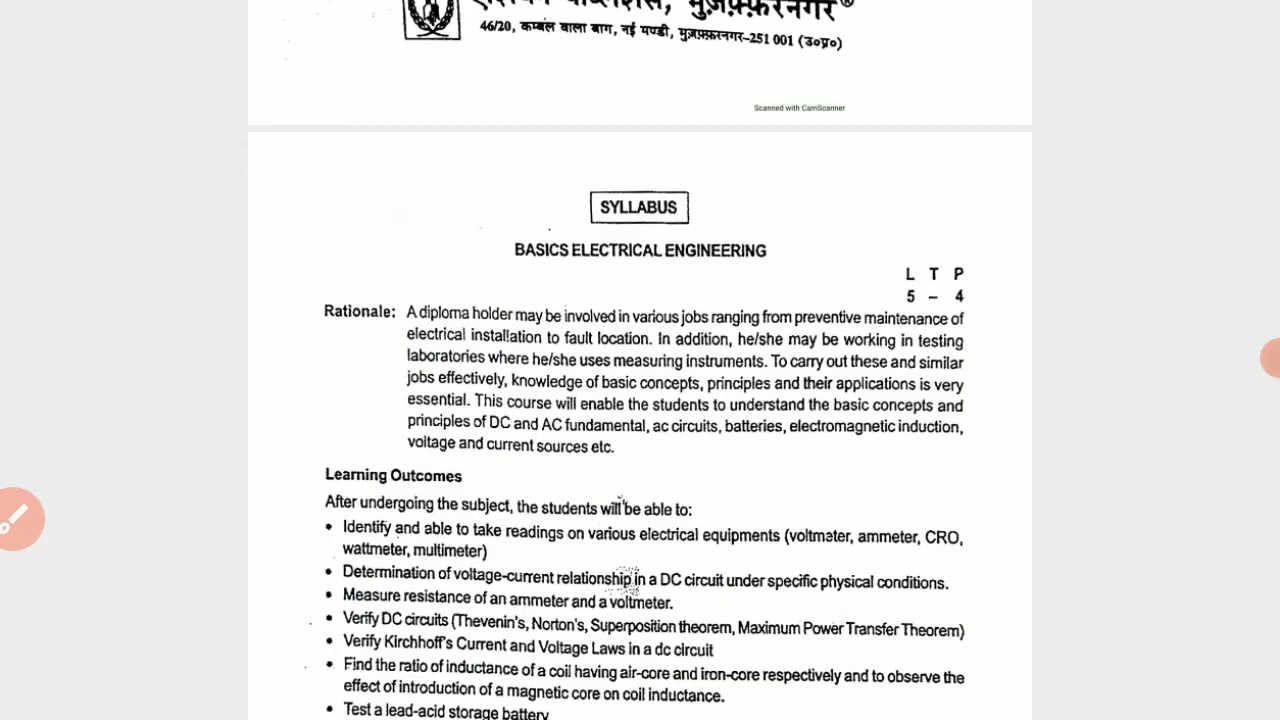 मुज़फ़्फ़रनगर®
46/20, कम्बल वाला बाग, नई मण्डी, मुज़फ़्फ़रनगर-251 001 (उ०प्र०)
Scanned with CamScanner
SYLLABUS
BASICS ELECTRICAL ENGINEERING
L T P
5 – 4
Rationale: A diploma holder may be involved in various jobs ranging from preventive maintenance of
electrical installation to fault location. In addition, he/she may be working in testing
laboratories where he/she uses measuring instruments. To carry out these and similar
jobs effectively, knowledge of basic concepts, principles and their applications is very
essential. This course will enable the students to understand the basic concepts and
principles of DC and AC fundamental, ac circuits, batteries, electromagnetic induction,
voltage and current sources etc.
Learning Outcomes
After undergoing the subject, the students will be able to:
• Identify and able to take readings on various electrical equipments (voltmeter, ammeter, CRO,
wattmeter, multimeter)
• Determination of voltage-current relationship in a DC circuit under specific physical conditions.
• Measure resistance of an ammeter and a voltmeter.
• Verify DC circuits (Thevenin's, Norton's, Superposition theorem, Maximum Power Transfer Theorem)
• Verify Kirchhoff's Current and Voltage Laws in a dc circuit
• Find the ratio of inductance of a coil having air-core and iron-core respectively and to observe the
effect of introduction of a magnetic core on coil inductance.
• Test a lead-acid storage battery